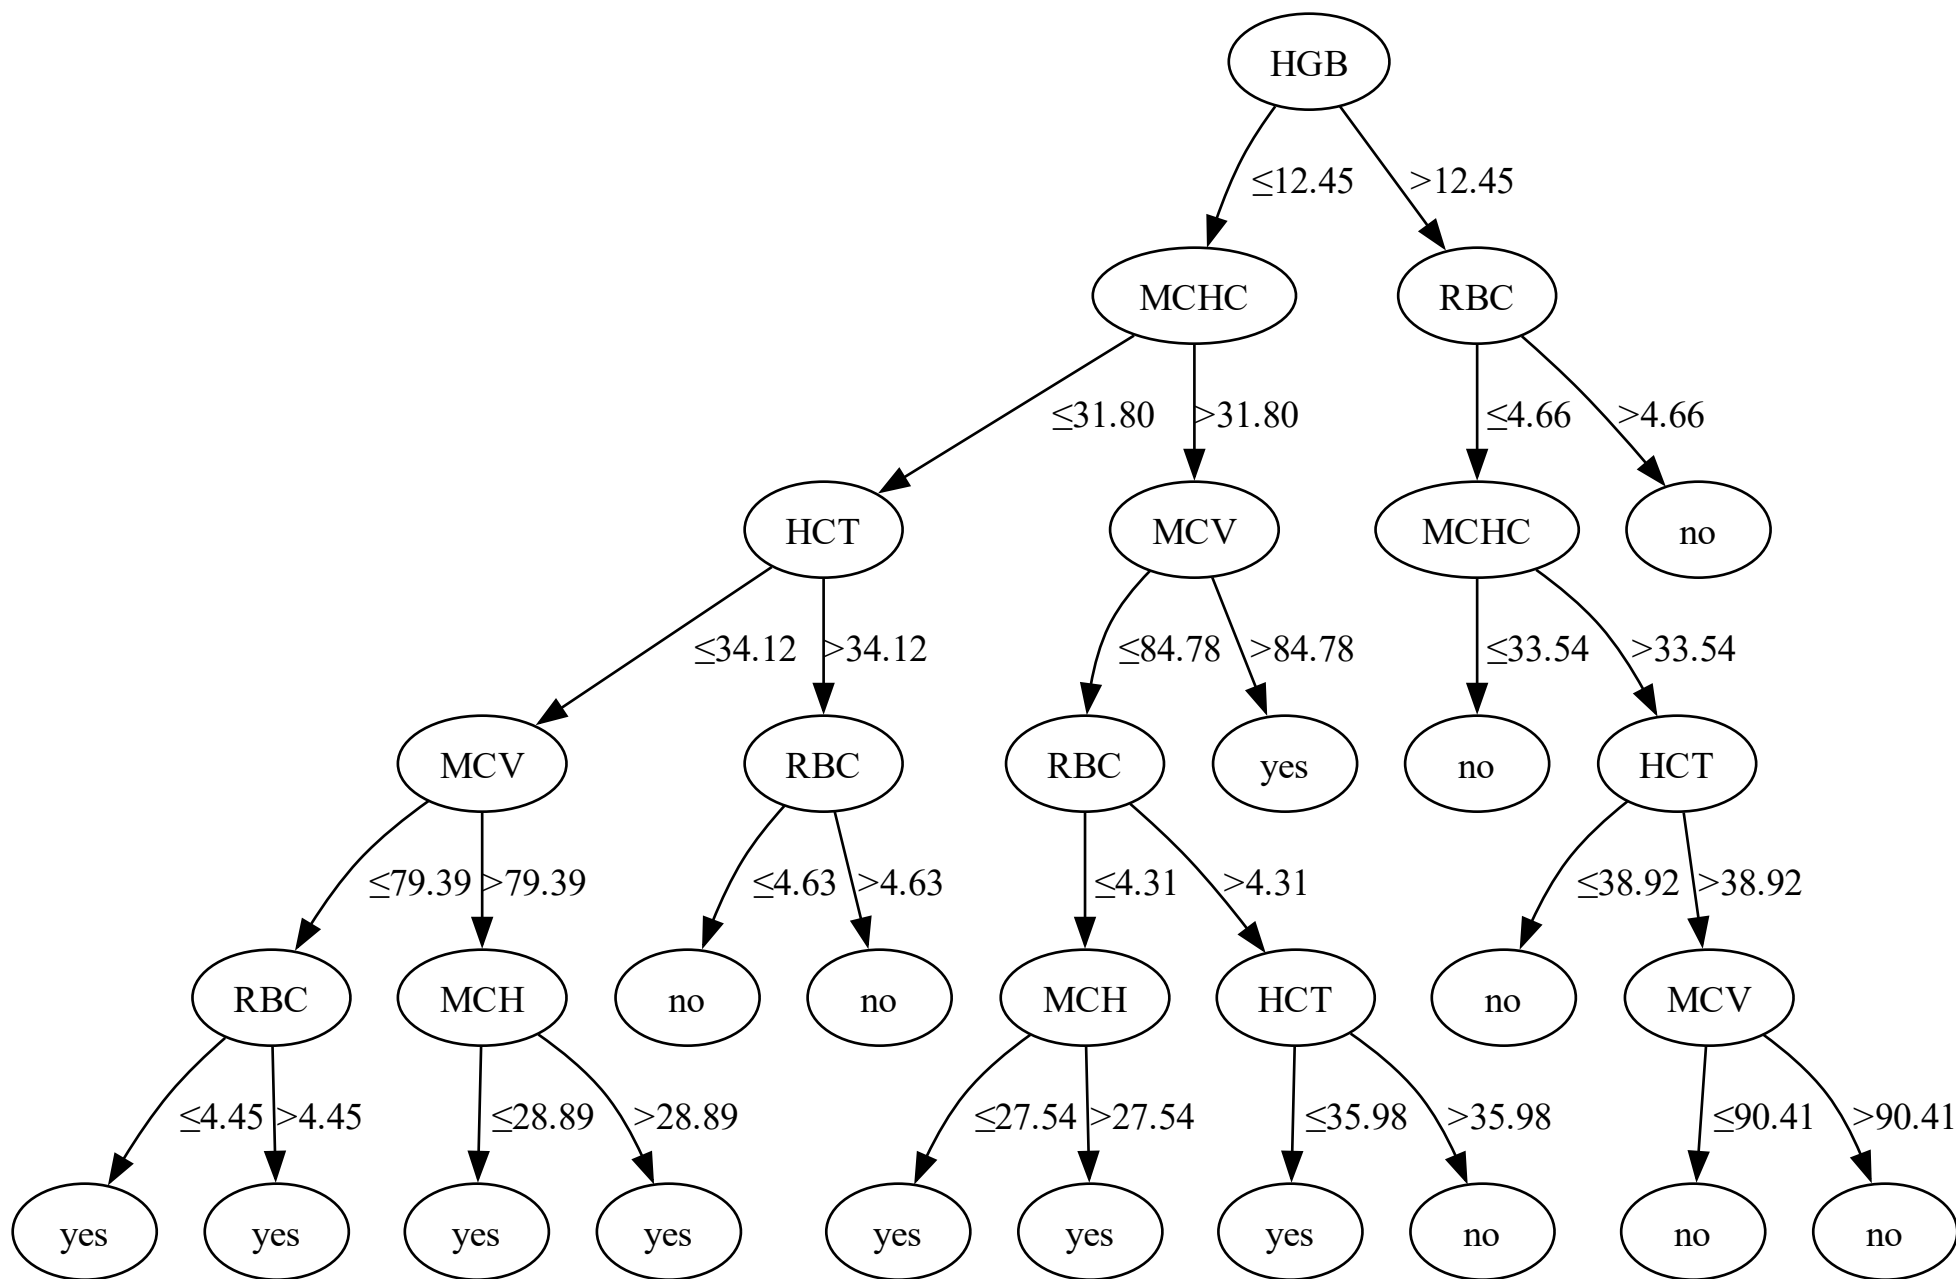 HGB
≤12.45 >12.45
MCHC RBC
≤31.80 >31.80 ≤4.66 >4.66
HCT MCV MCHC no
≤34.12 >34.12 ≤84.78 >84.78 ≤33.54 >33.54
MCV RBC RBC yes no HCT
≤79.39 >79.39 ≤4.63 >4.63 ≤4.31 >4.31 ≤38.92 >38.92
RBC MCH no no MCH HCT no MCV
≤4.45 >4.45 ≤28.89 >28.89 ≤27.54 >27.54 ≤35.98 >35.98 ≤90.41 >90.41
yes yes yes yes yes yes yes no no no